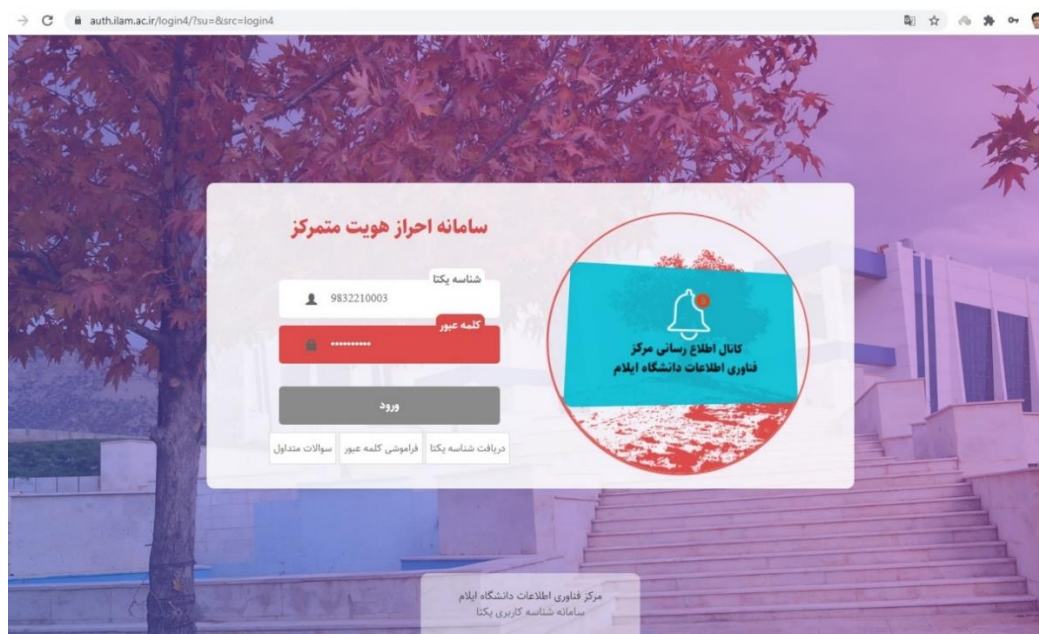 auth.ilam.ac.ir/login4/?su=&src=login4
سامانه احراز هویت متمرکز
شناسه یکتا
9832210003
کلمه عبور
ورود
دریافت شناسه یکتا
فراموشی کلمه عبور
سوالات متداول
کانال اطلاع رسانی مرکز
فناوری اطلاعات دانشگاه ایلام
مرکز فناوری اطلاعات دانشگاه ایلام
سامانه شناسه کاربری یکتا